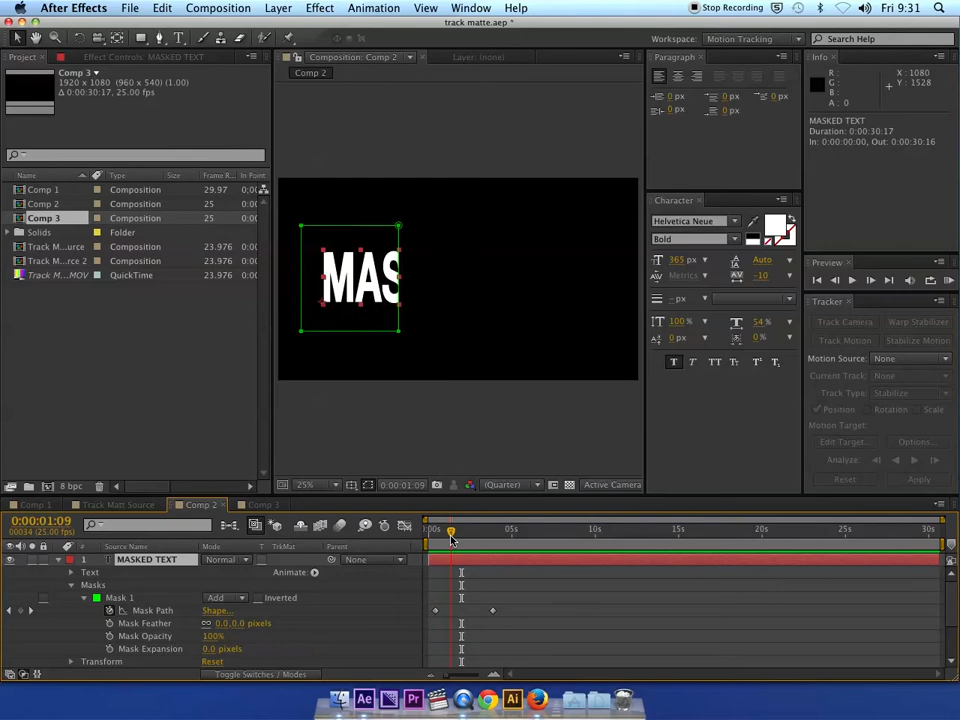 After Effects File Edit Composition Layer Effect Animation View Window Help Stop Recording Fri 9:31
track matte.aep *
Workspace: Motion Tracking Search Help
Project Effect Controls: MASKED TEXT Composition: Comp 2 Layer: (none) Paragraph Info
Comp 3
1920 x 1080 (960 x 540) (1.00)
Δ 0:00:30:17, 25.00 fps
Comp 2
0 px 0 px 0 px
0 px 0 px
R :
G :
B :
A : 0
X : 1080
Y : 1528
MASKED TEXT
Duration: 0:00:30:17
In: 0:00:00:00, Out: 0:00:30:16
Name Type Size Frame R... In Point
Comp 1 Composition 29.97 0;0
Comp 2 Composition 25 0:00
Comp 3 Composition 25 0:00
Solids Folder
Track M...ource Composition 23.976 0:00
Track M...rce 2 Composition 23.976 0:00
Track M....MOV QuickTime 23.976 0:00
MAS
Character
Helvetica Neue
Bold
365 px Auto
Metrics -10
- px
100 % 54 %
0 px 0 %
T T TT Tt T¹ T₁
Preview
Tracker
Track Camera Warp Stabilizer
Track Motion Stabilize Motion
Motion Source: None
Current Track: None
Track Type: Stabilize
Position Rotation Scale
Motion Target:
Edit Target... Options...
Analyze:
Reset Apply
8 bpc 25% 0:00:01:09 (Quarter) Active Camera
Comp 1 Track Matt Source Comp 2 Comp 3
0:00:01:09
00034 (25.00 fps)
:00s 05s 10s 15s 20s 25s 30s
# Source Name Mode T TrkMat Parent
1 T MASKED TEXT Normal None
Text Animate:
Masks
Mask 1 Add Inverted
Mask Path Shape...
Mask Feather 0.0,0.0 pixels
Mask Opacity 100%
Mask Expansion 0.0 pixels
Transform Reset
Toggle Switches / Modes
Ae Pr Ai